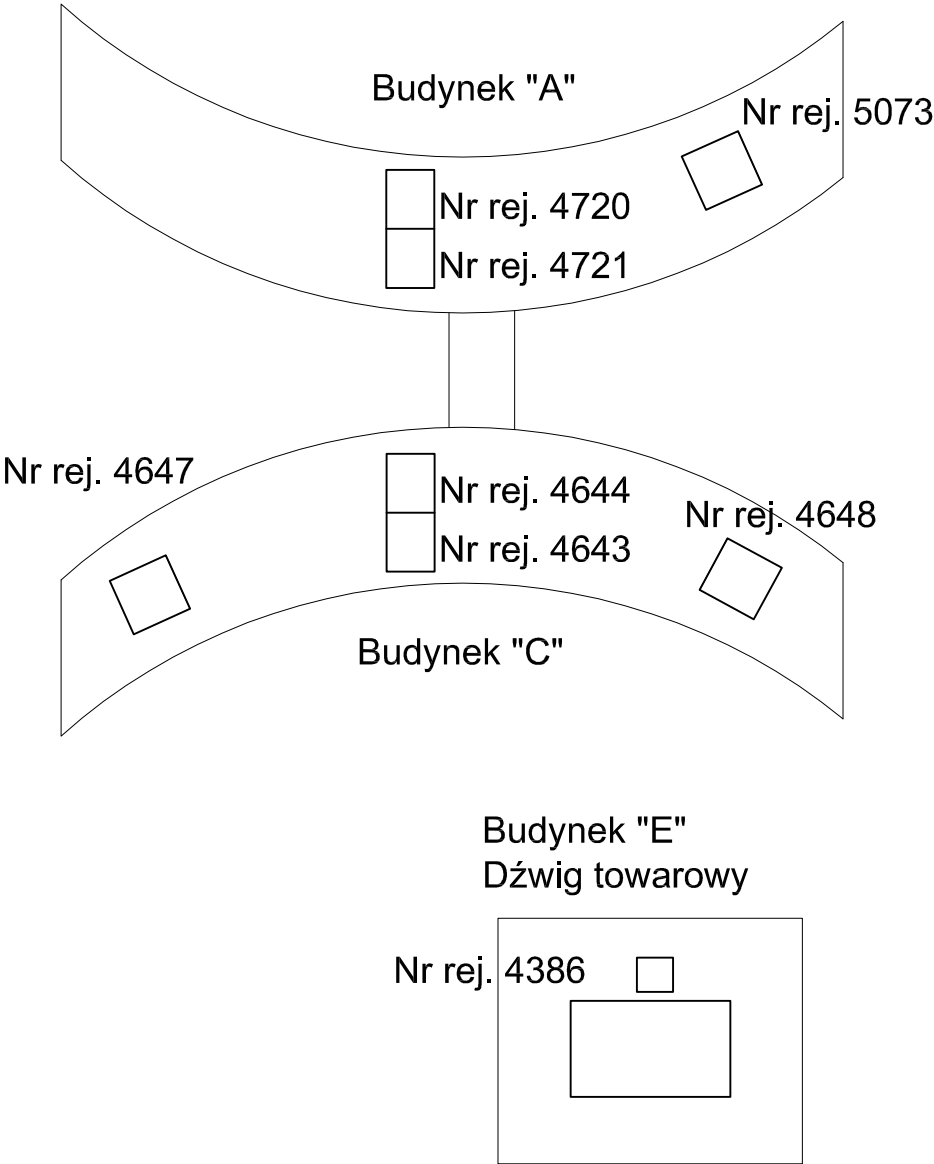 Budynek "A"
Nr rej. 5073
Nr rej. 4720
Nr rej. 4721
Nr rej. 4647
Nr rej. 4644
Nr rej. 4648
Nr rej. 4643
Budynek "C"
Budynek "E"
Dźwig towarowy
Nr rej. 4386